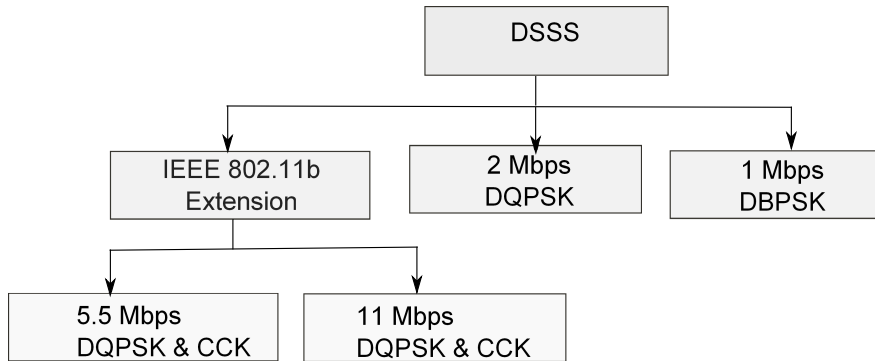 DSSS
IEEE 802.11b
Extension
2 Mbps
DQPSK
1 Mbps
DBPSK
5.5 Mbps
DQPSK & CCK
11 Mbps
DQPSK & CCK